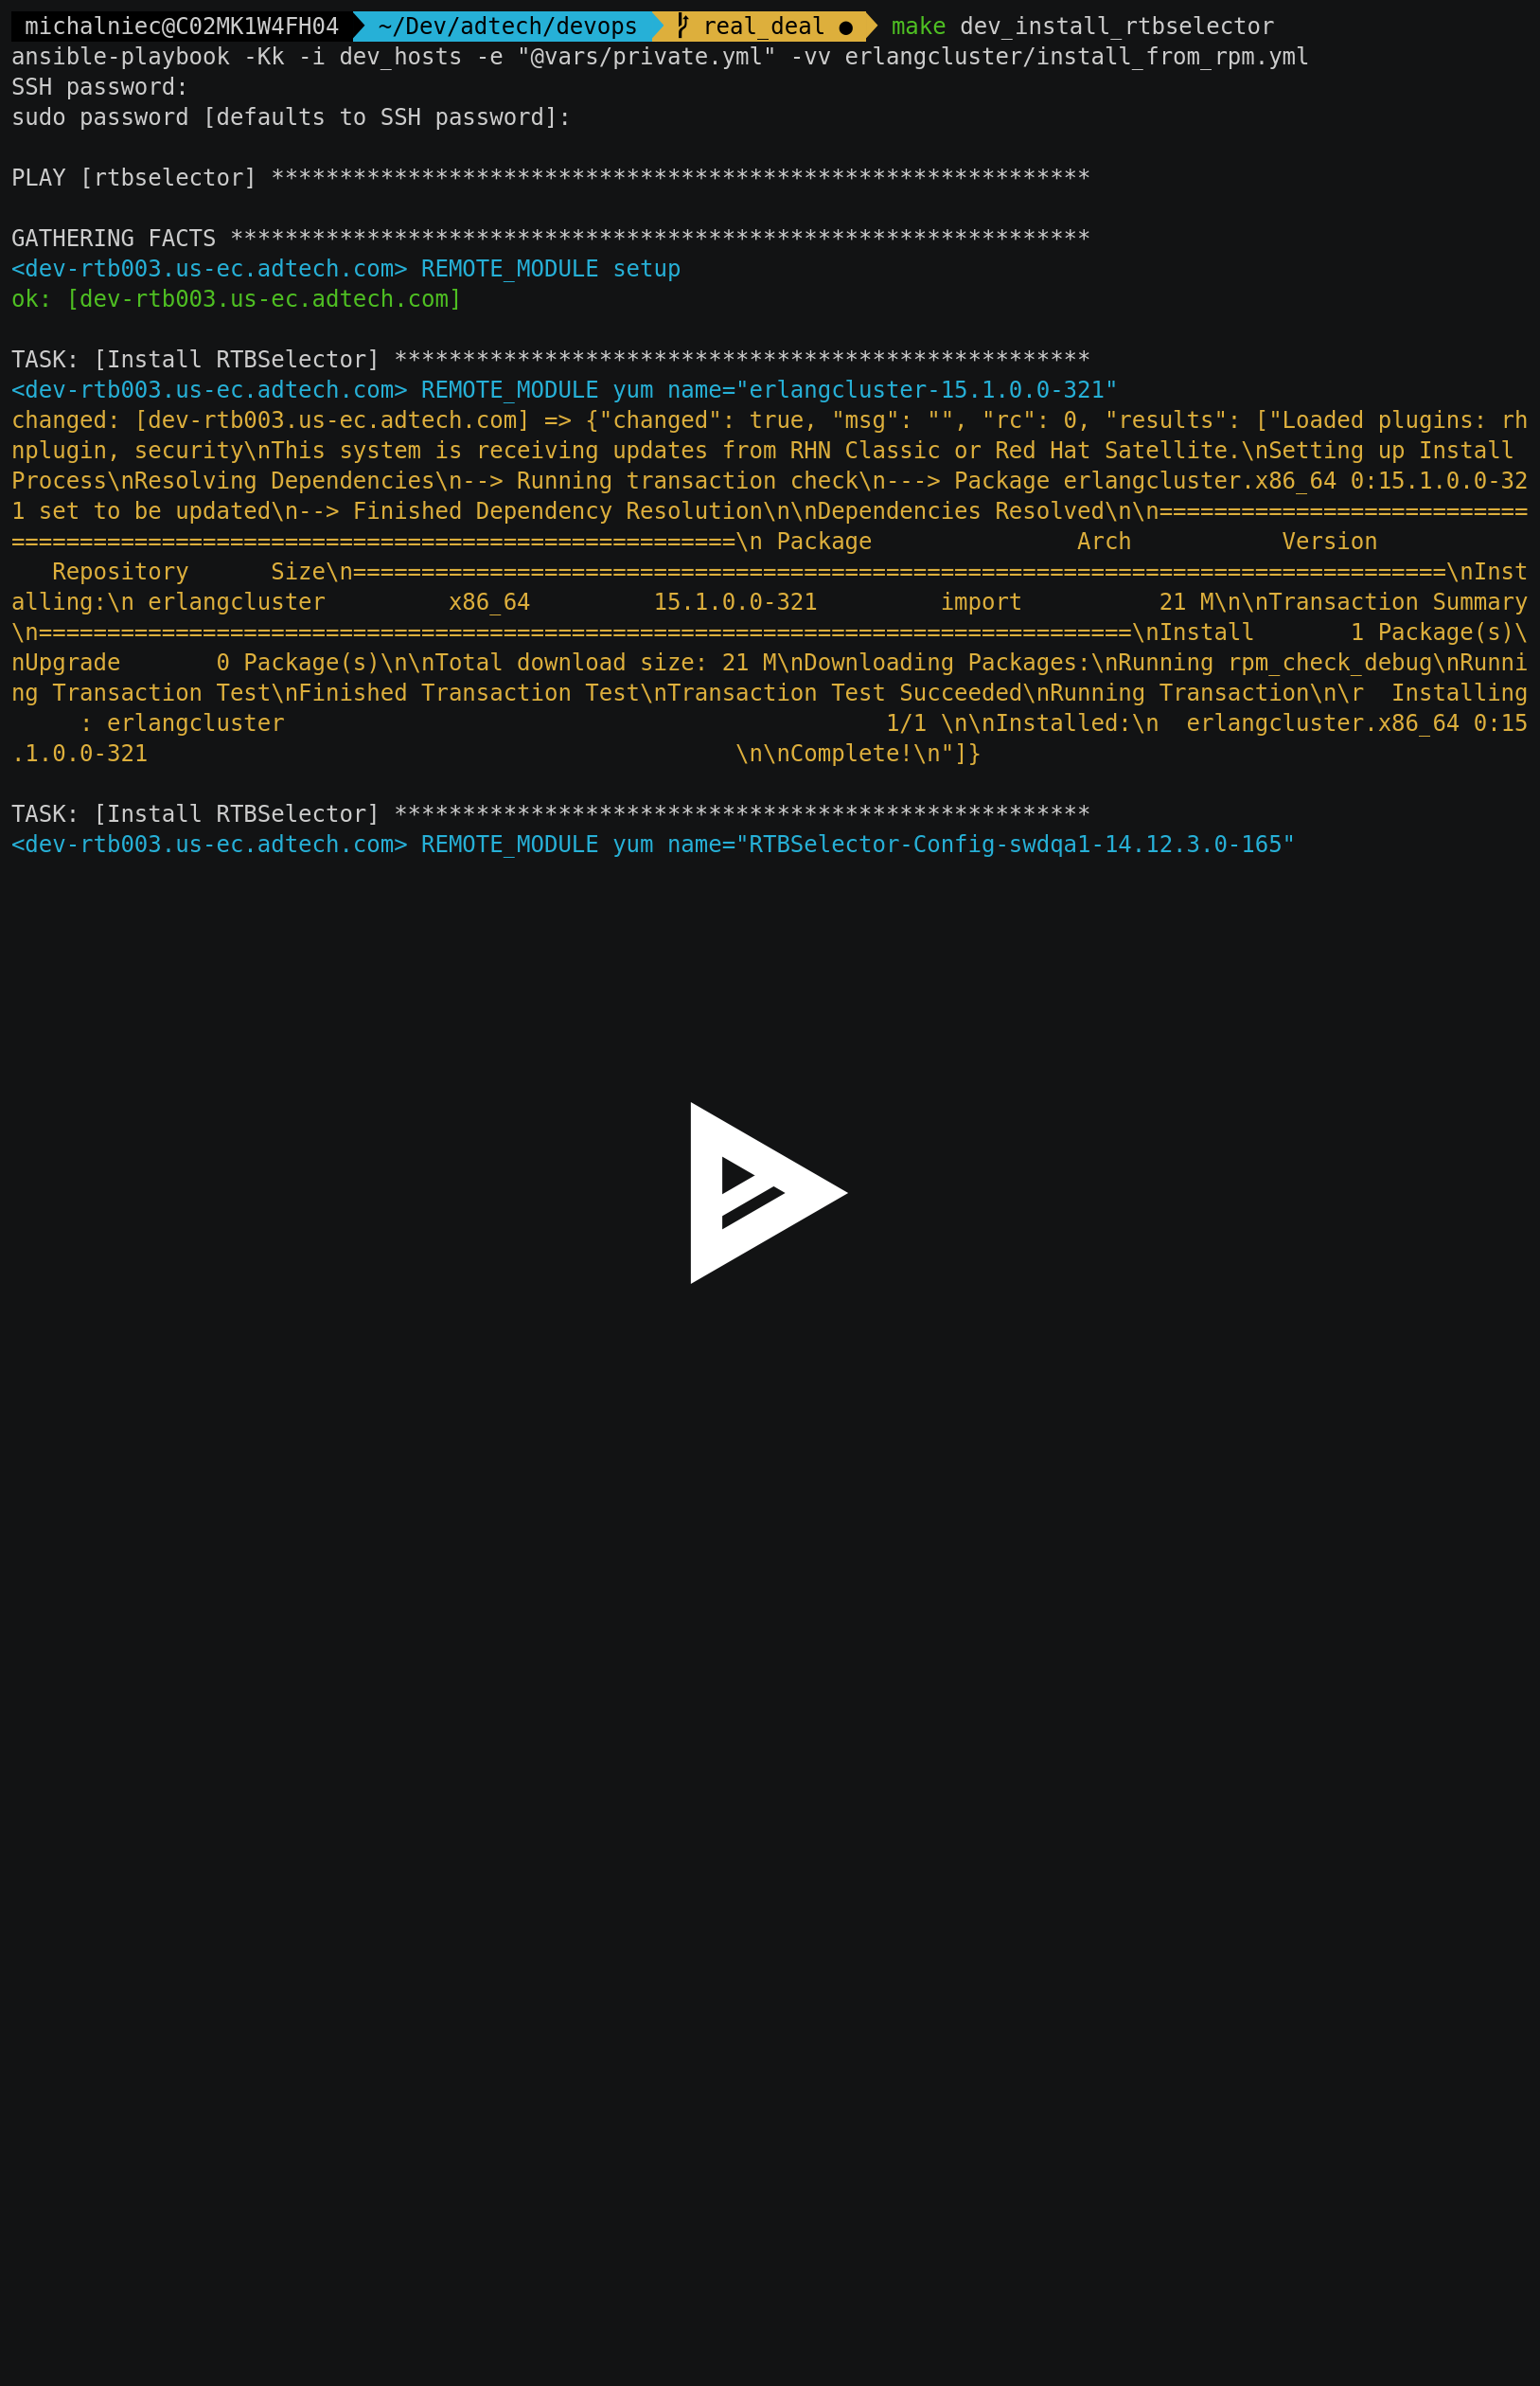 michalniec@C02MK1W4FH04 ~/Dev/adtech/devops real_deal ● make dev_install_rtbselector
ansible-playbook -Kk -i dev_hosts -e "@vars/private.yml" -vv erlangcluster/install_from_rpm.yml
SSH password:
sudo password [defaults to SSH password]:
PLAY [rtbselector] ************************************************************
GATHERING FACTS ***************************************************************
<dev-rtb003.us-ec.adtech.com> REMOTE_MODULE setup
ok: [dev-rtb003.us-ec.adtech.com]
TASK: [Install RTBSelector] ***************************************************
<dev-rtb003.us-ec.adtech.com> REMOTE_MODULE yum name="erlangcluster-15.1.0.0-321"
changed: [dev-rtb003.us-ec.adtech.com] => {"changed": true, "msg": "", "rc": 0, "results": ["Loaded plugins: rh
nplugin, security\nThis system is receiving updates from RHN Classic or Red Hat Satellite.\nSetting up Install
Process\nResolving Dependencies\n--> Running transaction check\n---> Package erlangcluster.x86_64 0:15.1.0.0-32
1 set to be updated\n--> Finished Dependency Resolution\n\nDependencies Resolved\n\n===========================
=====================================================\n Package               Arch           Version
   Repository      Size\n================================================================================\nInst
alling:\n erlangcluster         x86_64         15.1.0.0-321         import         21 M\n\nTransaction Summary
\n================================================================================\nInstall       1 Package(s)\
nUpgrade       0 Package(s)\n\nTotal download size: 21 M\nDownloading Packages:\nRunning rpm_check_debug\nRunni
ng Transaction Test\nFinished Transaction Test\nTransaction Test Succeeded\nRunning Transaction\n\r  Installing
     : erlangcluster                                            1/1 \n\nInstalled:\n  erlangcluster.x86_64 0:15
.1.0.0-321                                           \n\nComplete!\n"]}
TASK: [Install RTBSelector] ***************************************************
<dev-rtb003.us-ec.adtech.com> REMOTE_MODULE yum name="RTBSelector-Config-swdqa1-14.12.3.0-165"